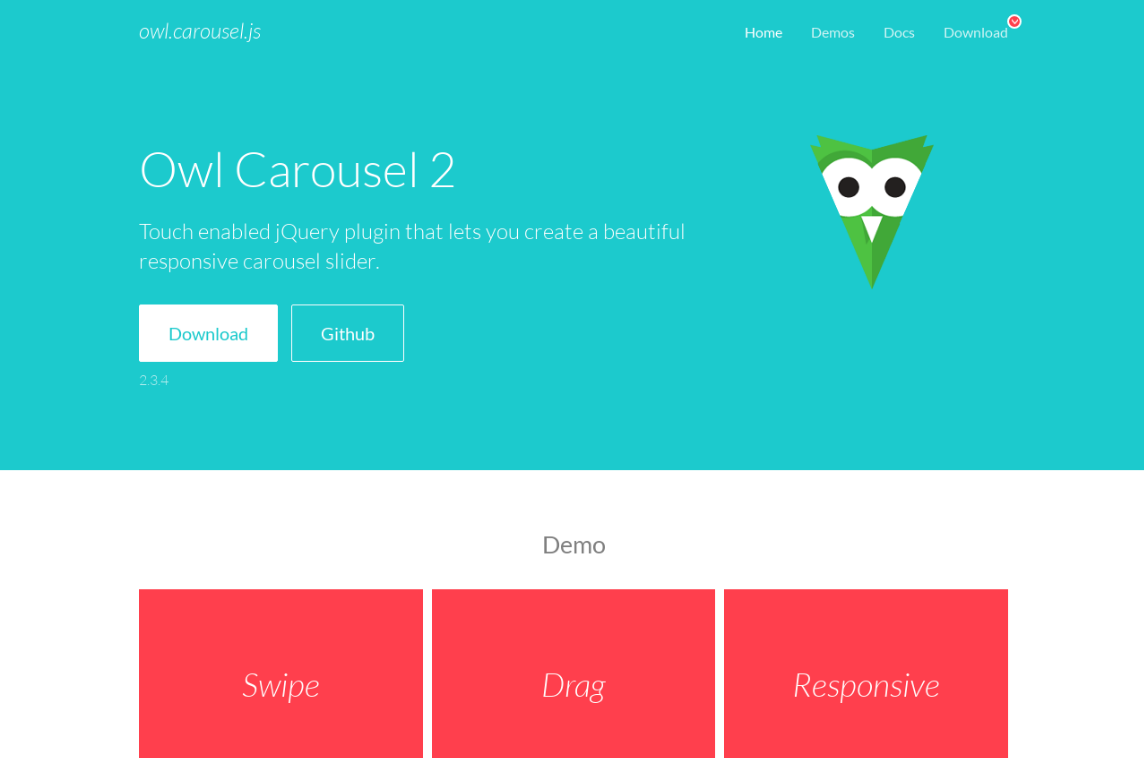 owl.carousel.js
Home Demos Docs Download
Owl Carousel 2
Touch enabled jQuery plugin that lets you create a beautiful
responsive carousel slider.
Download Github
2.3.4
Demo
Swipe Drag Responsive